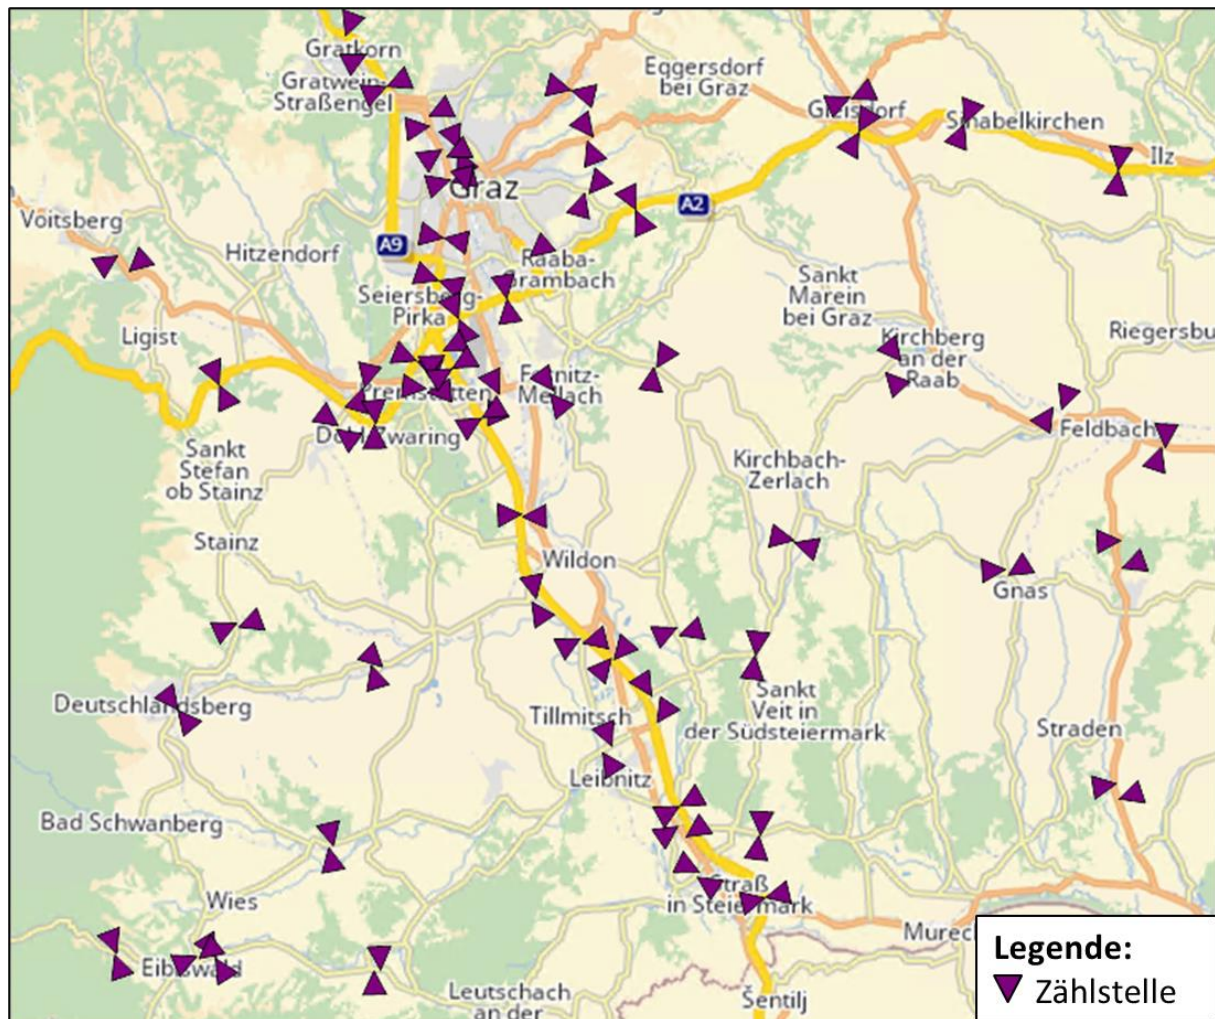 Gratkorn
Gratwein-
Straßengel
Eggersdorf
bei Graz
Gleisdorf
Sinabelkirchen
Ilz
Graz
A2
Voitsberg
A9
Hitzendorf
Raaba-
Grambach
Seiersberg-
Pirka
Sankt
Marein
bei Graz
Ligist
Kirchberg
an der
Raab
Riegersbu
Fernitz-
Mellach
Premstätten
Dobl-Zwaring
Feldbach
Sankt
Stefan
ob Stainz
Kirchbach-
Zerlach
Stainz
Wildon
Gnas
Deutschlandsberg
Sankt
Veit in
der Südsteiermark
Tillmitsch
Straden
Leibnitz
Bad Schwanberg
Straß
in Steiermark
Wies
Murec
Eibiswald
Leutschach
an der
Šentilj
Legende:
Zählstelle